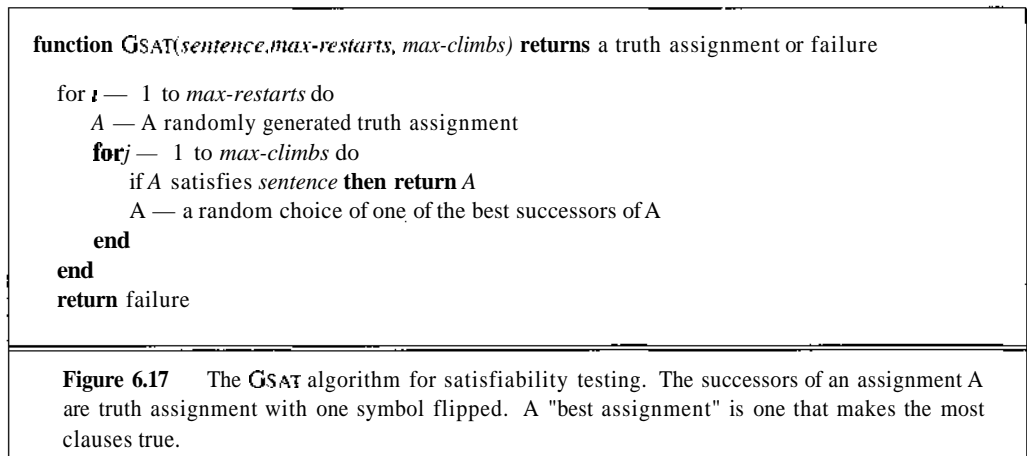 function GSAT(sentence,max-restarts, max-climbs) returns a truth assignment or failure
for i — 1 to max-restarts do
A — A randomly generated truth assignment
for j — 1 to max-climbs do
if A satisfies sentence then return A
A — a random choice of one of the best successors of A
end
end
return failure
Figure 6.17 The GSAT algorithm for satisfiability testing. The successors of an assignment A
are truth assignment with one symbol flipped. A "best assignment" is one that makes the most
clauses true.